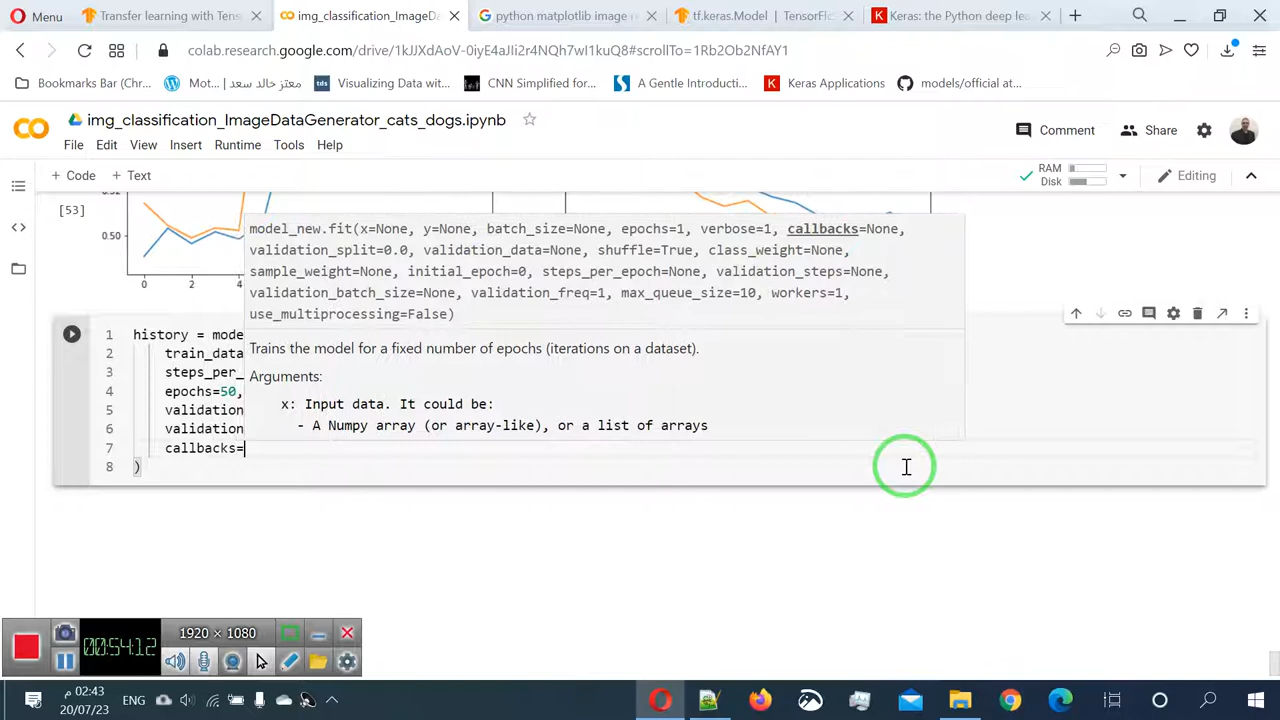 Menu
Transfer learning with Tens
img_classification_ImageDa
python matplotlib image r
tf.keras.Model | TensorFl
Keras: the Python deep lea
colab.research.google.com/drive/1kJJXdAoV-0iyE4aJIi2r4NQh7wI1kuQ8#scrollTo=1Rb2Ob2NfAY1
Bookmarks Bar (Chr...
Mot... | معتز خالد سعد
tds Visualizing Data wit...
CNN Simplified for...
A Gentle Introducti...
Keras Applications
models/official at...
img_classification_ImageDataGenerator_cats_dogs.ipynb
Comment
Share
File Edit View Insert Runtime Tools Help
+ Code + Text
RAM
Disk
Editing
[53]
0.50
0 2 4
model_new.fit(x=None, y=None, batch_size=None, epochs=1, verbose=1, callbacks=None,
validation_split=0.0, validation_data=None, shuffle=True, class_weight=None,
sample_weight=None, initial_epoch=0, steps_per_epoch=None, validation_steps=None,
validation_batch_size=None, validation_freq=1, max_queue_size=10, workers=1,
use_multiprocessing=False)
Trains the model for a fixed number of epochs (iterations on a dataset).
Arguments:
x: Input data. It could be:
- A Numpy array (or array-like), or a list of arrays
1 history = mode
2 train_data
3 steps_per_
4 epochs=50,
5 validation
6 validation
7 callbacks=
8 )
00:54:12
1920 × 1080
ENG
02:43 م
20/07/23